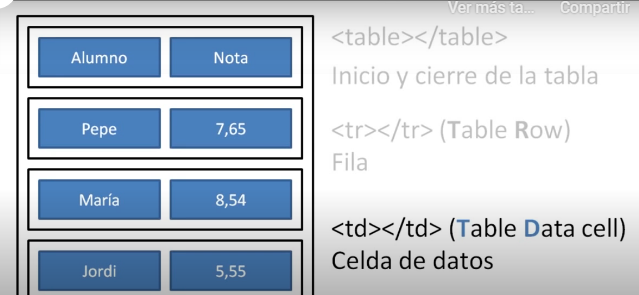 Ver más ta... Compartir
Alumno Nota
Pepe 7,65
María 8,54
Jordi 5,55
<table></table>
Inicio y cierre de la tabla
<tr></tr> (Table Row)
Fila
<td></td> (Table Data cell)
Celda de datos